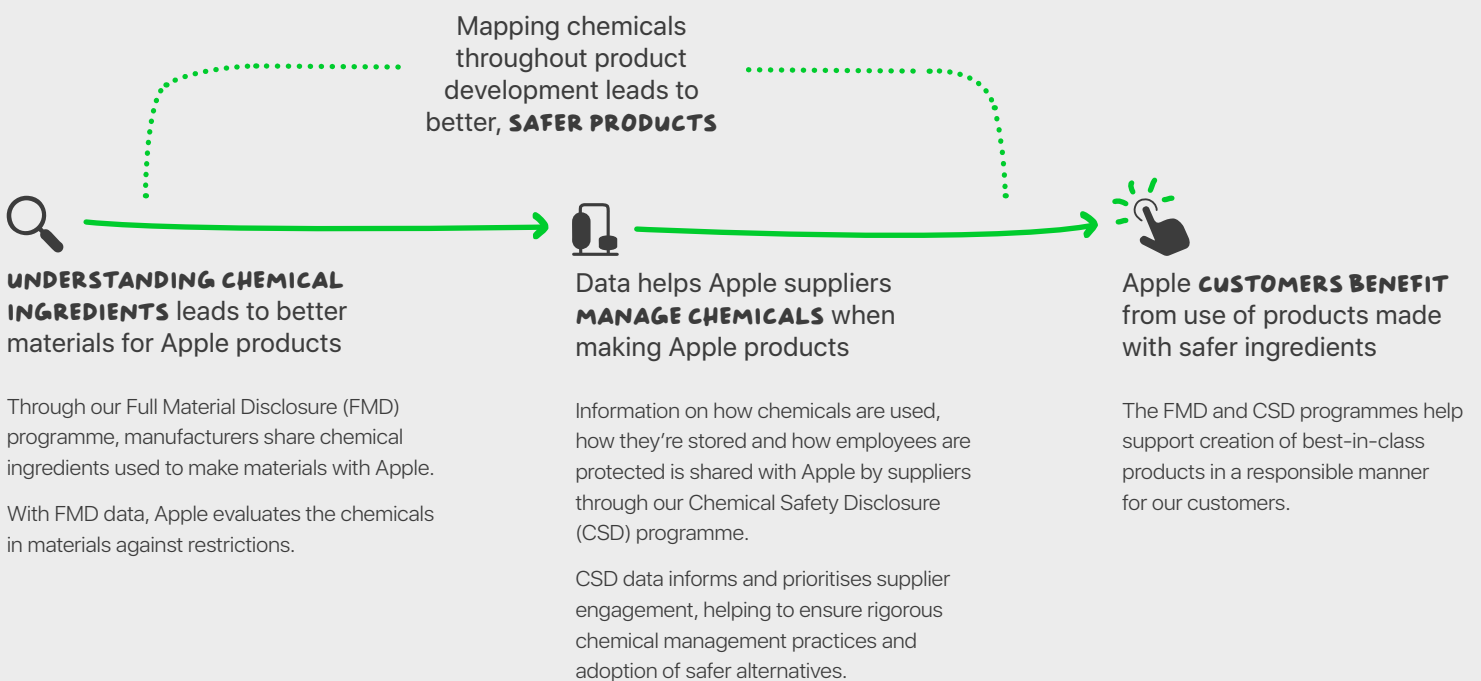 Mapping chemicals
throughout product
development leads to
better, SAFER PRODUCTS
UNDERSTANDING CHEMICAL
INGREDIENTS leads to better
materials for Apple products
Through our Full Material Disclosure (FMD)
programme, manufacturers share chemical
ingredients used to make materials with Apple.
With FMD data, Apple evaluates the chemicals
in materials against restrictions.
Data helps Apple suppliers
MANAGE CHEMICALS when
making Apple products
Information on how chemicals are used,
how they're stored and how employees are
protected is shared with Apple by suppliers
through our Chemical Safety Disclosure
(CSD) programme.
CSD data informs and prioritises supplier
engagement, helping to ensure rigorous
chemical management practices and
adoption of safer alternatives.
Apple CUSTOMERS BENEFIT
from use of products made
with safer ingredients
The FMD and CSD programmes help
support creation of best-in-class
products in a responsible manner
for our customers.